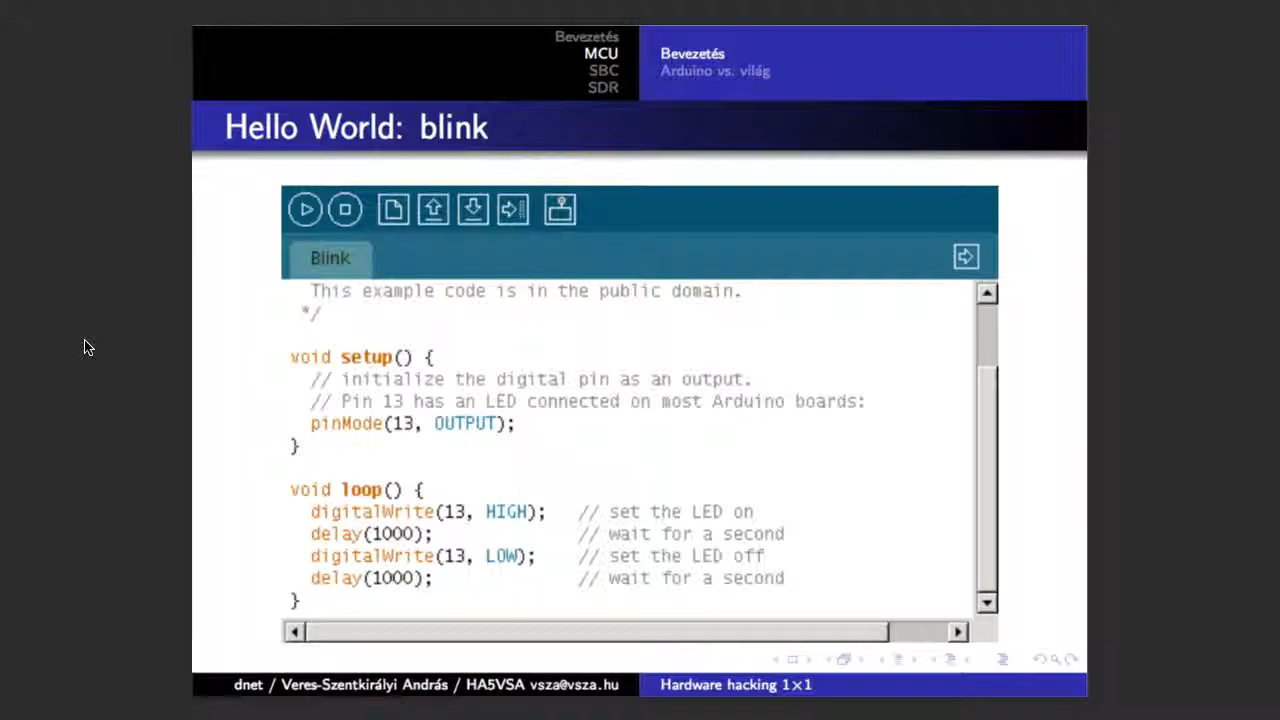 Bevezetés
MCU
SBC
SDR
Bevezetés
Arduino vs. világ
Hello World: blink
Blink
This example code is in the public domain.
*/
void setup() {
// initialize the digital pin as an output.
// Pin 13 has an LED connected on most Arduino boards:
pinMode(13, OUTPUT);
}
void loop() {
digitalWrite(13, HIGH); // set the LED on
delay(1000); // wait for a second
digitalWrite(13, LOW); // set the LED off
delay(1000); // wait for a second
}
dnet / Veres-Szentkirályi András / HA5VSA vsza@vsza.hu
Hardware hacking 1×1